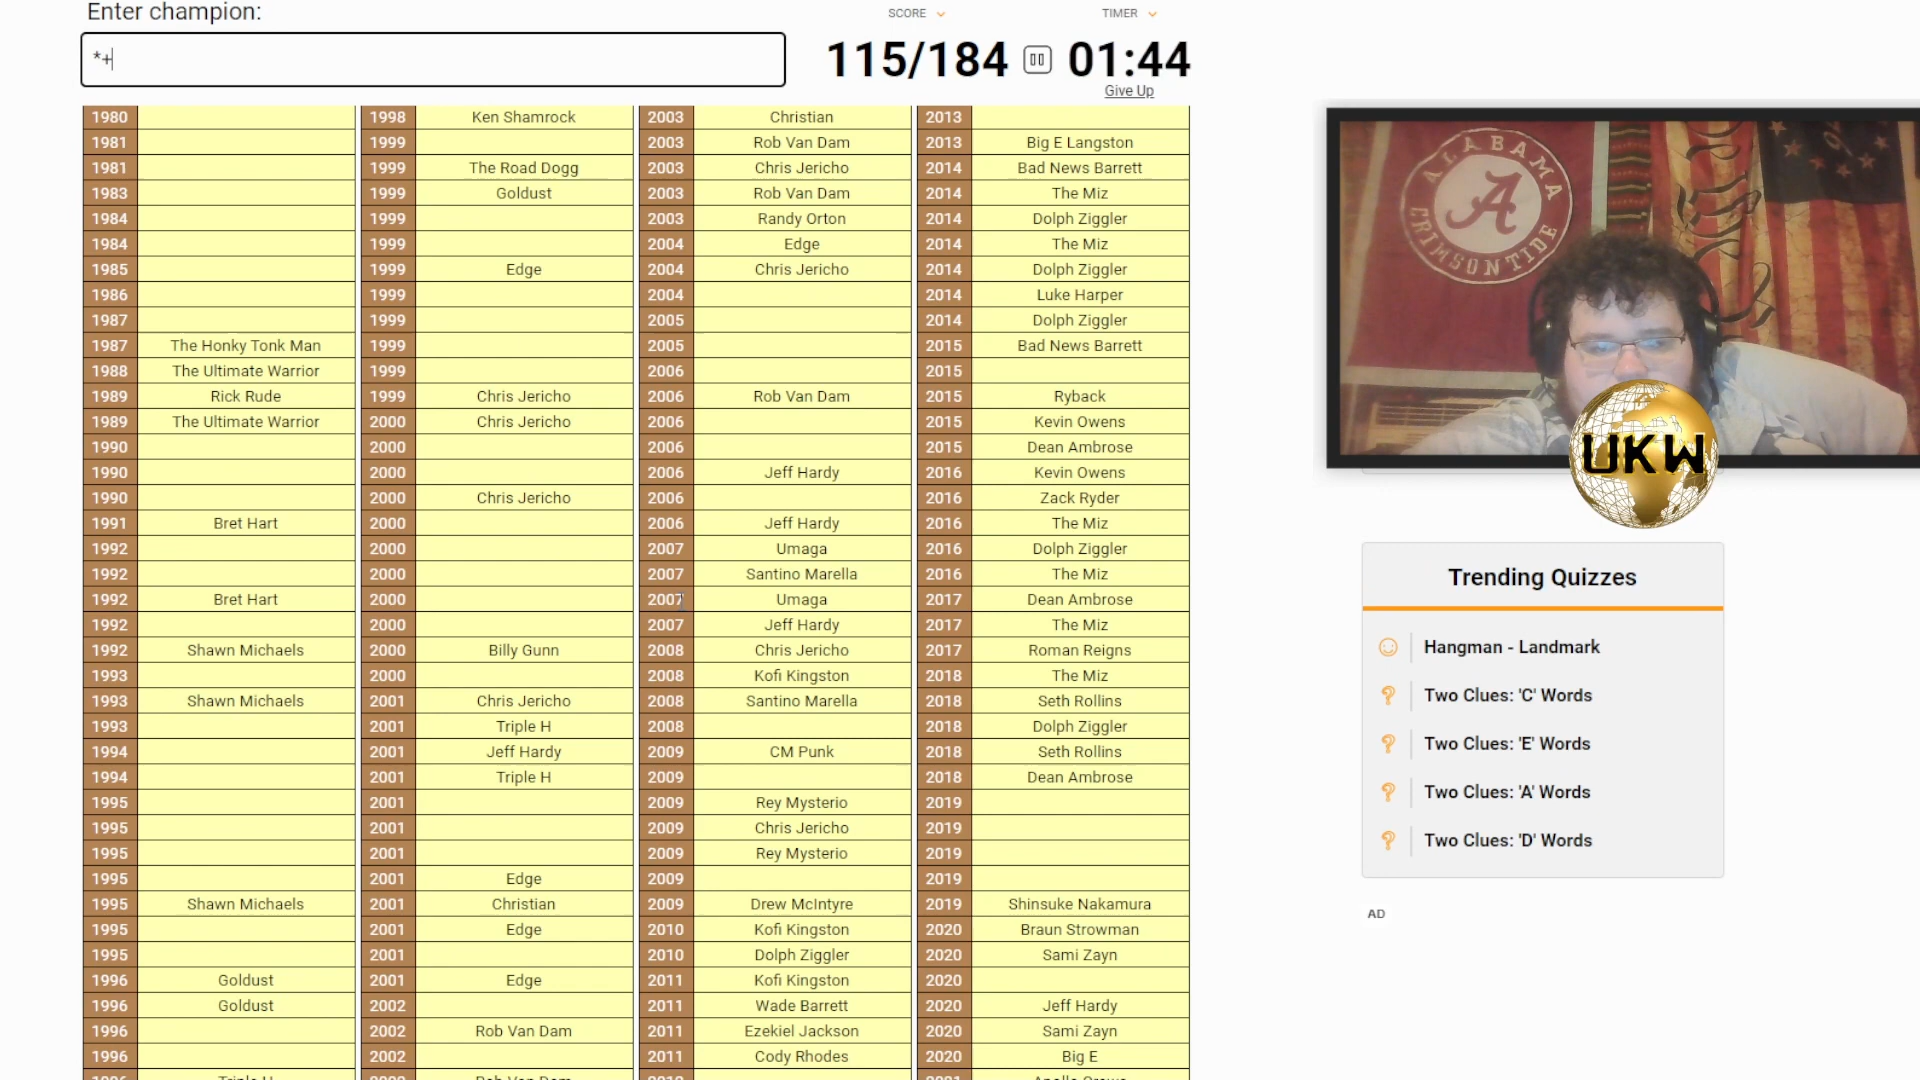 Enter champion:
*+
SCORE
TIMER
115/184
01:44
Give Up
1980
1981
1981
1983
1984
1984
1985
1986
1987
1987 The Honky Tonk Man
1988 The Ultimate Warrior
1989 Rick Rude
1989 The Ultimate Warrior
1990
1990
1990
1991 Bret Hart
1992
1992
1992 Bret Hart
1992
1992 Shawn Michaels
1993
1993 Shawn Michaels
1993
1994
1994
1995
1995
1995
1995
1995 Shawn Michaels
1995
1995
1996 Goldust
1996 Goldust
1996
1996
1996 Triple H
1998 Ken Shamrock
1999
1999 The Road Dogg
1999 Goldust
1999
1999
1999 Edge
1999
1999
1999
1999
1999 Chris Jericho
2000 Chris Jericho
2000
2000
2000 Chris Jericho
2000
2000
2000
2000
2000
2000 Billy Gunn
2000
2001 Chris Jericho
2001 Triple H
2001 Jeff Hardy
2001 Triple H
2001
2001
2001
2001 Edge
2001 Christian
2001 Edge
2001
2001 Edge
2002
2002 Rob Van Dam
2002
2002 Rob Van Dam
2003 Christian
2003 Rob Van Dam
2003 Chris Jericho
2003 Rob Van Dam
2003 Randy Orton
2004 Edge
2004 Chris Jericho
2004
2005
2005
2006
2006 Rob Van Dam
2006
2006
2006 Jeff Hardy
2006
2006 Jeff Hardy
2007 Umaga
2007 Santino Marella
2007 Umaga
2007 Jeff Hardy
2008 Chris Jericho
2008 Kofi Kingston
2008 Santino Marella
2008
2009 CM Punk
2009
2009 Rey Mysterio
2009 Chris Jericho
2009 Rey Mysterio
2009
2009 Drew McIntyre
2010 Kofi Kingston
2010 Dolph Ziggler
2011 Kofi Kingston
2011 Wade Barrett
2011 Ezekiel Jackson
2011 Cody Rhodes
2012
2013
2013 Big E Langston
2014 Bad News Barrett
2014 The Miz
2014 Dolph Ziggler
2014 The Miz
2014 Dolph Ziggler
2014 Luke Harper
2014 Dolph Ziggler
2015 Bad News Barrett
2015
2015 Ryback
2015 Kevin Owens
2015 Dean Ambrose
2016 Kevin Owens
2016 Zack Ryder
2016 The Miz
2016 Dolph Ziggler
2016 The Miz
2017 Dean Ambrose
2017 The Miz
2017 Roman Reigns
2018 The Miz
2018 Seth Rollins
2018 Dolph Ziggler
2018 Seth Rollins
2018 Dean Ambrose
2019
2019
2019
2019
2019 Shinsuke Nakamura
2020 Braun Strowman
2020 Sami Zayn
2020
2020 Jeff Hardy
2020 Sami Zayn
2020 Big E
2021 Apollo Crews
ALABAMA
A
CRIMSON TIDE
UKW
Trending Quizzes
Hangman - Landmark
Two Clues: 'C' Words
Two Clues: 'E' Words
Two Clues: 'A' Words
Two Clues: 'D' Words
AD